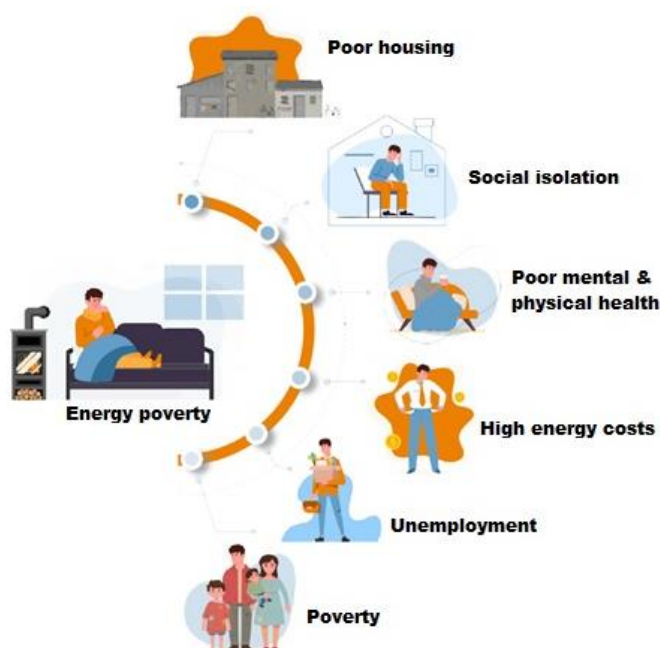 Poor housing
Social isolation
Poor mental &
physical health
Energy poverty
High energy costs
Unemployment
Poverty